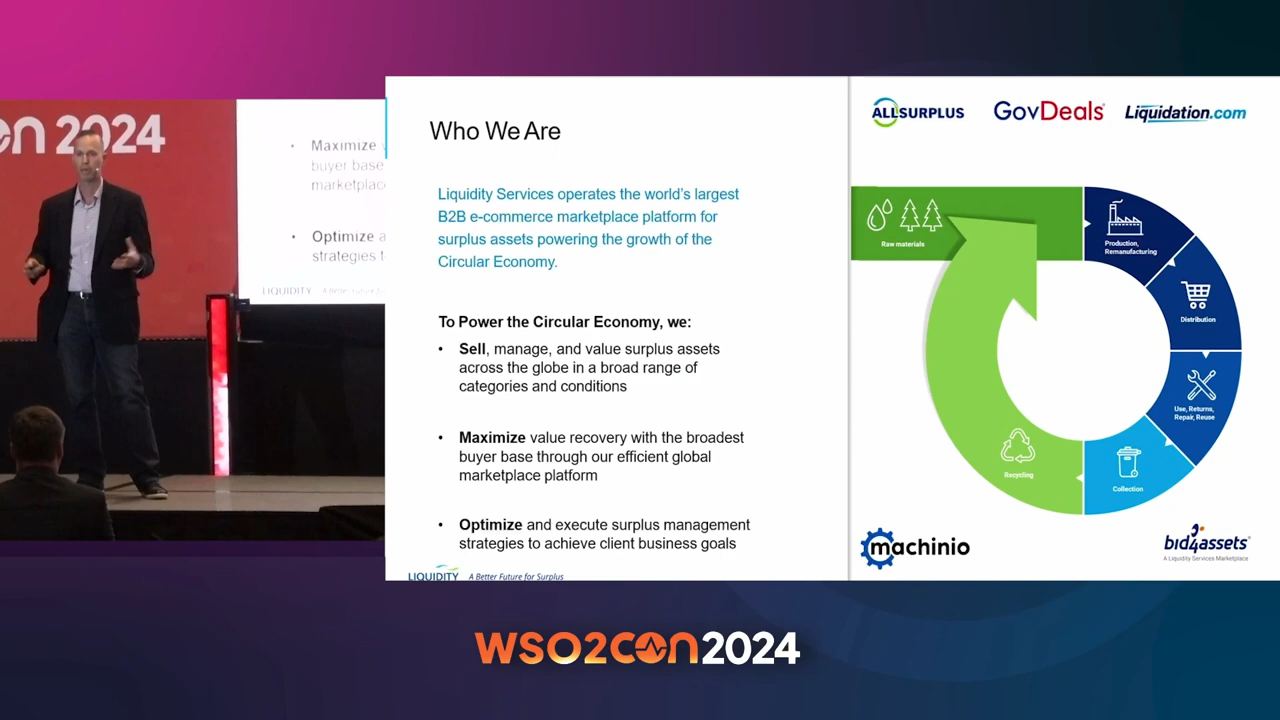 on 2024
Maximize
buyer base
marketplace
Optimize a
strategies t
LIQUIDITY
Who We Are
Liquidity Services operates the world's largest
B2B e-commerce marketplace platform for
surplus assets powering the growth of the
Circular Economy.
To Power the Circular Economy, we:
• Sell, manage, and value surplus assets
across the globe in a broad range of
categories and conditions
• Maximize value recovery with the broadest
buyer base through our efficient global
marketplace platform
• Optimize and execute surplus management
strategies to achieve client business goals
LIQUIDITY A Better Future for Surplus
ALLSURPLUS
GovDeals
Liquidation.com
Raw materials
Production,
Remanufacturing
Distribution
Use, Returns,
Repair, Reuse
Collection
Recycling
machinio
bid4assets
A Liquidity Services Marketplace
WSO2CON2024